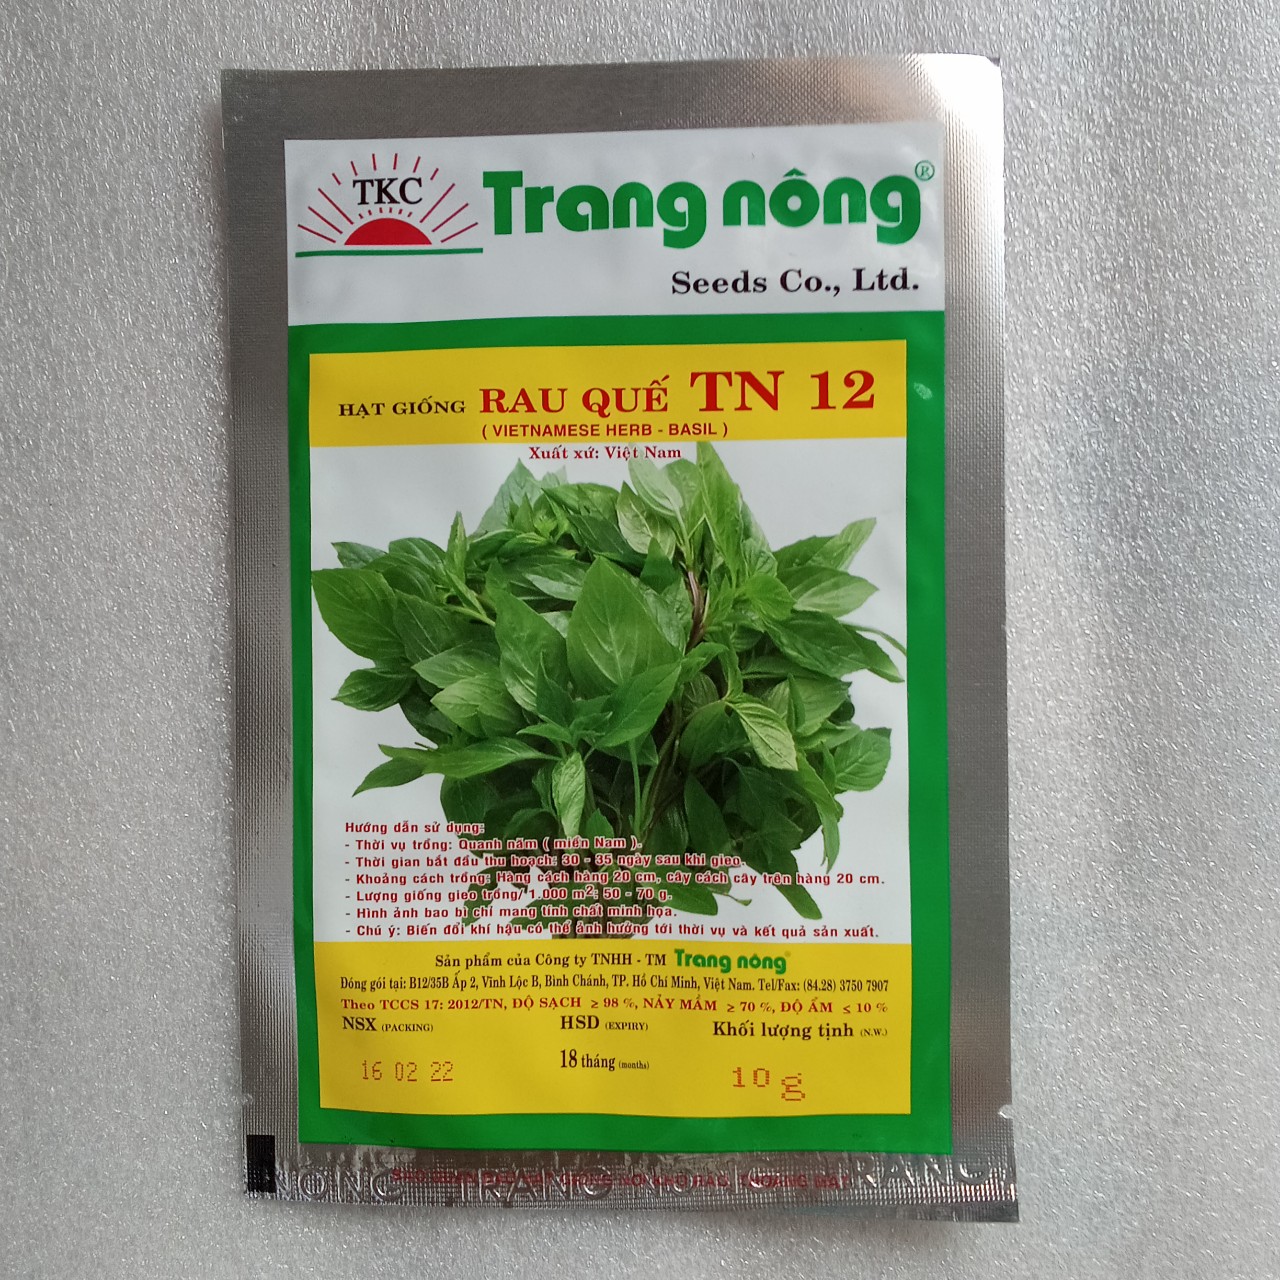 TKC
Trang nông®
Seeds Co., Ltd.
HẠT GIỐNG RAU QUẾ TN 12
( VIETNAMESE HERB - BASIL )
Xuất xứ: Việt Nam
Hướng dẫn sử dụng:
- Thời vụ trồng: Quanh năm ( miền Nam ).
- Thời gian bắt đầu thu hoạch: 30 - 35 ngày sau khi gieo.
- Khoảng cách trồng: Hàng cách hàng 20 cm, cây cách cây trên hàng 20 cm.
- Lượng giống gieo trồng/ 1.000 m²: 50 - 70 g.
- Hình ảnh bao bì chỉ mang tính chất minh họa.
- Chú ý: Biến đổi khí hậu có thể ảnh hưởng tới thời vụ và kết quả sản xuất.
Sản phẩm của Công ty TNHH - TM Trang nông®
Đóng gói tại: B12/35B Ấp 2, Vĩnh Lộc B, Bình Chánh, TP. Hồ Chí Minh, Việt Nam. Tel/Fax: (84.28) 3750 7907
Theo TCCS 17: 2012/TN, ĐỘ SẠCH ≥ 98 %, NẢY MẦM ≥ 70 %, ĐỘ ẨM ≤ 10 %
NSX (PACKING) HSD (EXPIRY) Khối lượng tịnh (N.W.)
16 02 22 18 tháng (months) 10 g
NÔNG TRANG NÔNG TRANG